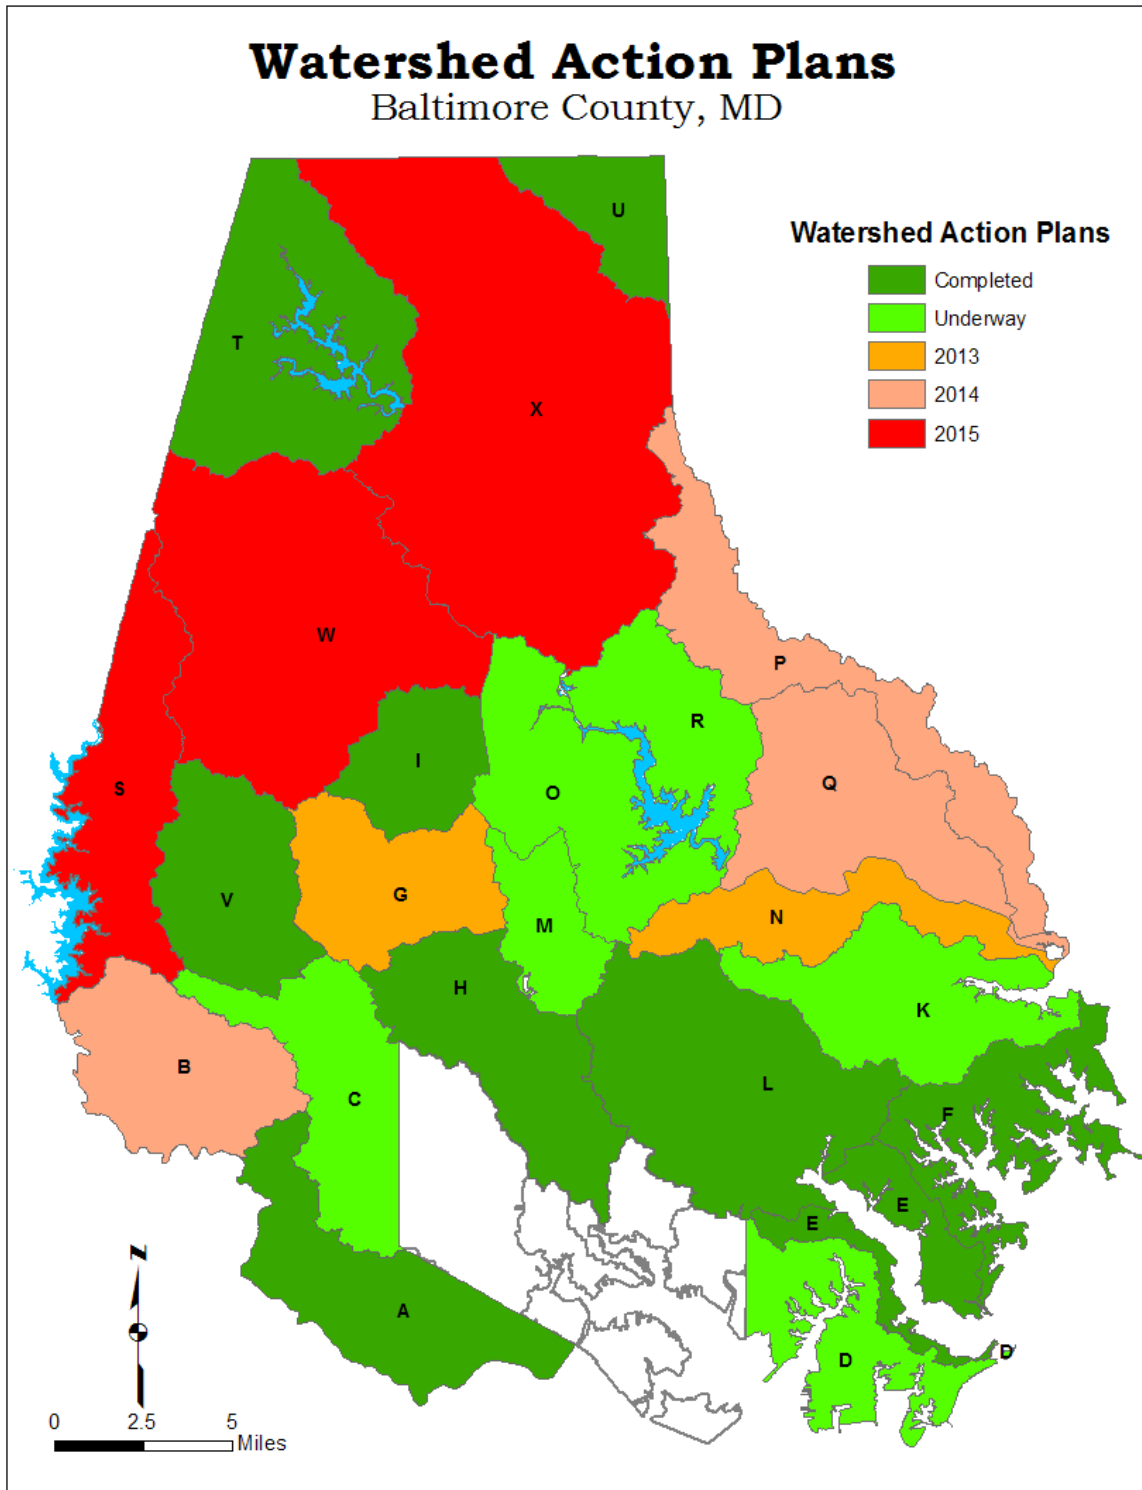 Watershed Action Plans
Baltimore County, MD
Watershed Action Plans
Completed
Underway
2013
2014
2015
U
T
X
W
P
R
I
Q
S
O
V
G
N
M
H
K
B
L
C
F
E
E
A
D
D
N
0 2.5 5
Miles